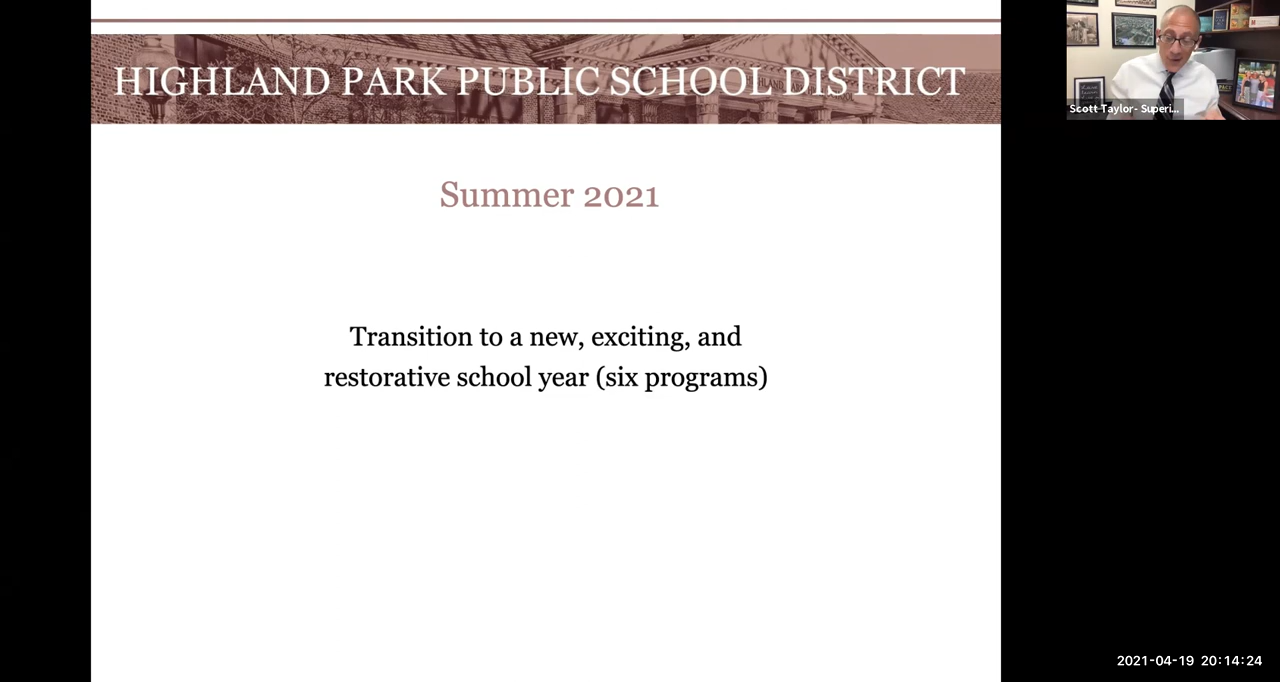 HIGHLAND PARK PUBLIC SCHOOL DISTRICT
Scott Taylor- Superi...
Summer 2021
Transition to a new, exciting, and
restorative school year (six programs)
2021-04-19 20:14:24